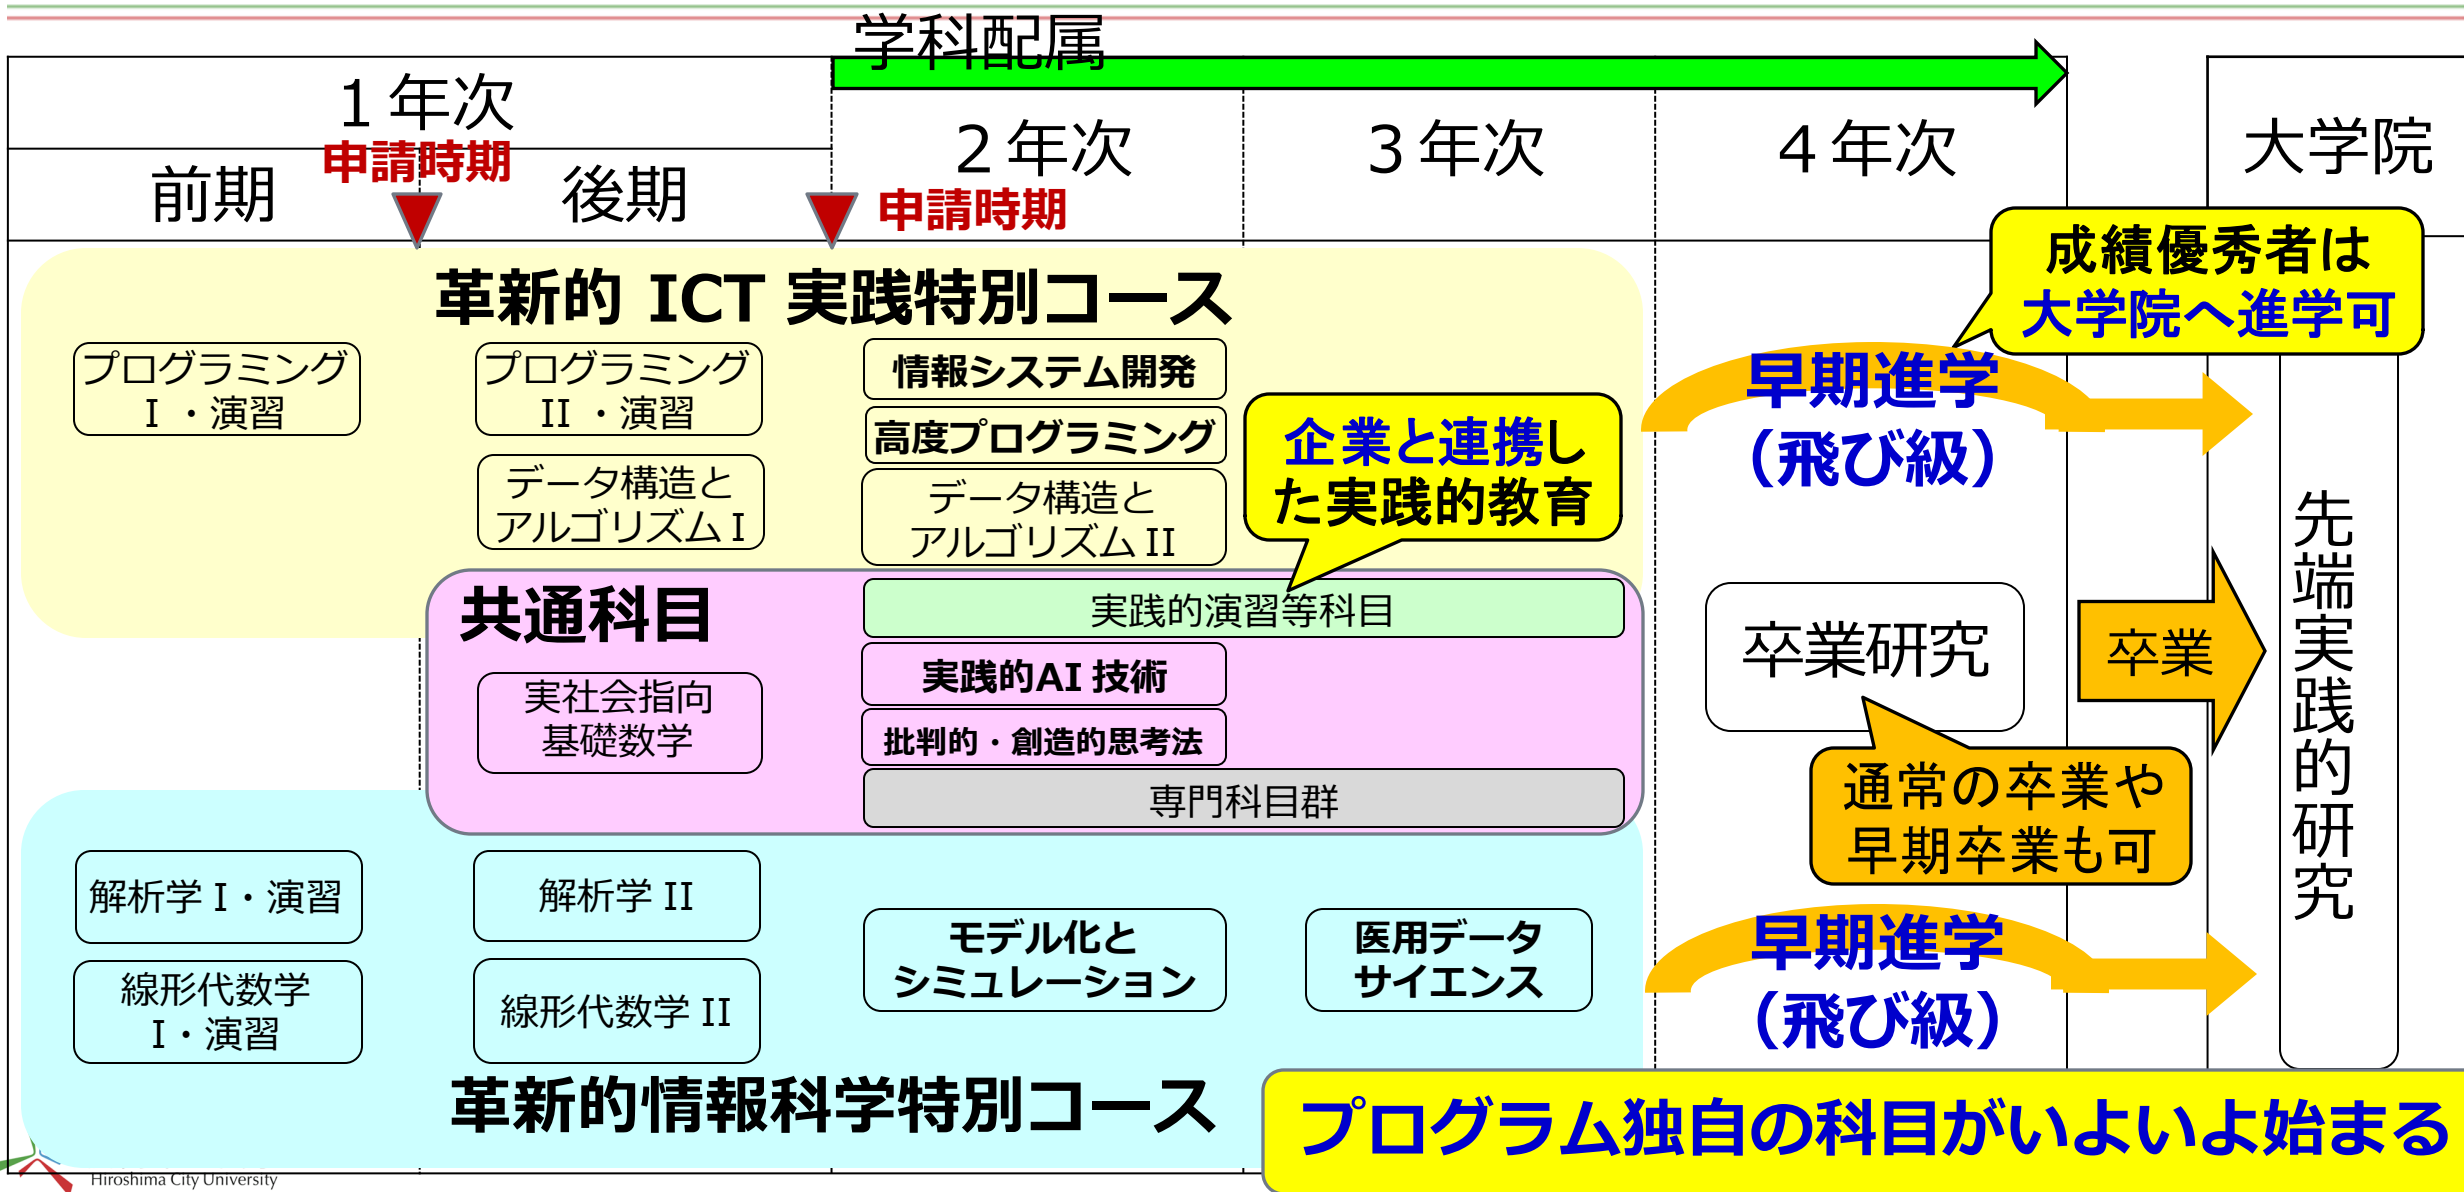 学科配属
１年次
申請時期
前期
後期
申請時期
２年次
３年次
４年次
大学院
成績優秀者は
大学院へ進学可
革新的 ICT 実践特別コース
プログラミング
I ・演習
プログラミング
II ・演習
データ構造と
アルゴリズム I
情報システム開発
高度プログラミング
データ構造と
アルゴリズム II
企業と連携し
た実践的教育
早期進学
（飛び級）
共通科目
実践的演習等科目
実社会指向
基礎数学
実践的AI 技術
批判的・創造的思考法
専門科目群
卒業研究
卒業
通常の卒業や
早期卒業も可
先端実践的研究
解析学 I・演習
線形代数学
I・演習
解析学 II
線形代数学 II
モデル化と
シミュレーション
医用データ
サイエンス
早期進学
（飛び級）
革新的情報科学特別コース
プログラム独自の科目がいよいよ始まる
Hiroshima City University